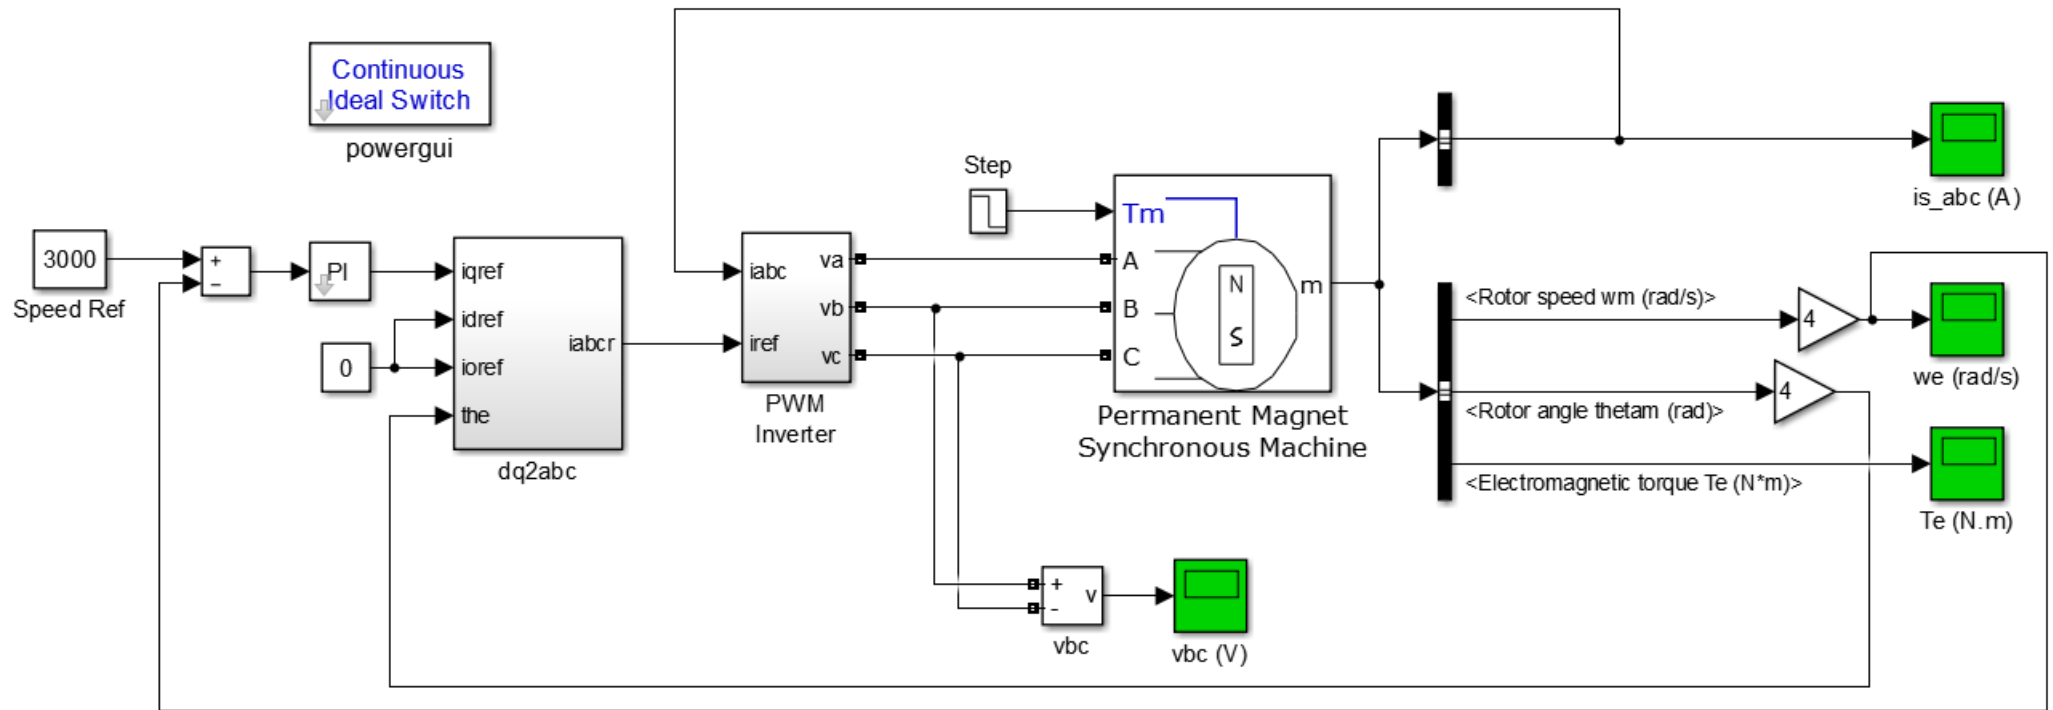 Continuous
Ideal Switch
powergui
Step
Tm
is_abc (A)
3000
Speed Ref
+
−
PI
iqref
idref
ioref
the
iabcr
dq2abc
0
iabc
iref
va
vb
vc
PWM
Inverter
A
B
C
N
S
m
Permanent Magnet
Synchronous Machine
<Rotor speed wm (rad/s)>
4
we (rad/s)
<Rotor angle thetam (rad)>
4
<Electromagnetic torque Te (N*m)>
Te (N.m)
+
-
v
vbc
vbc (V)